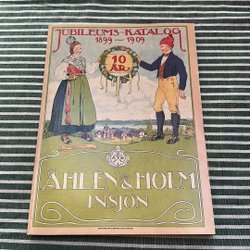 JUBILEUMS-KATALOG
1899 – 1909
10
ÅR
ÅHLÉN & HOLM
INSJÖN